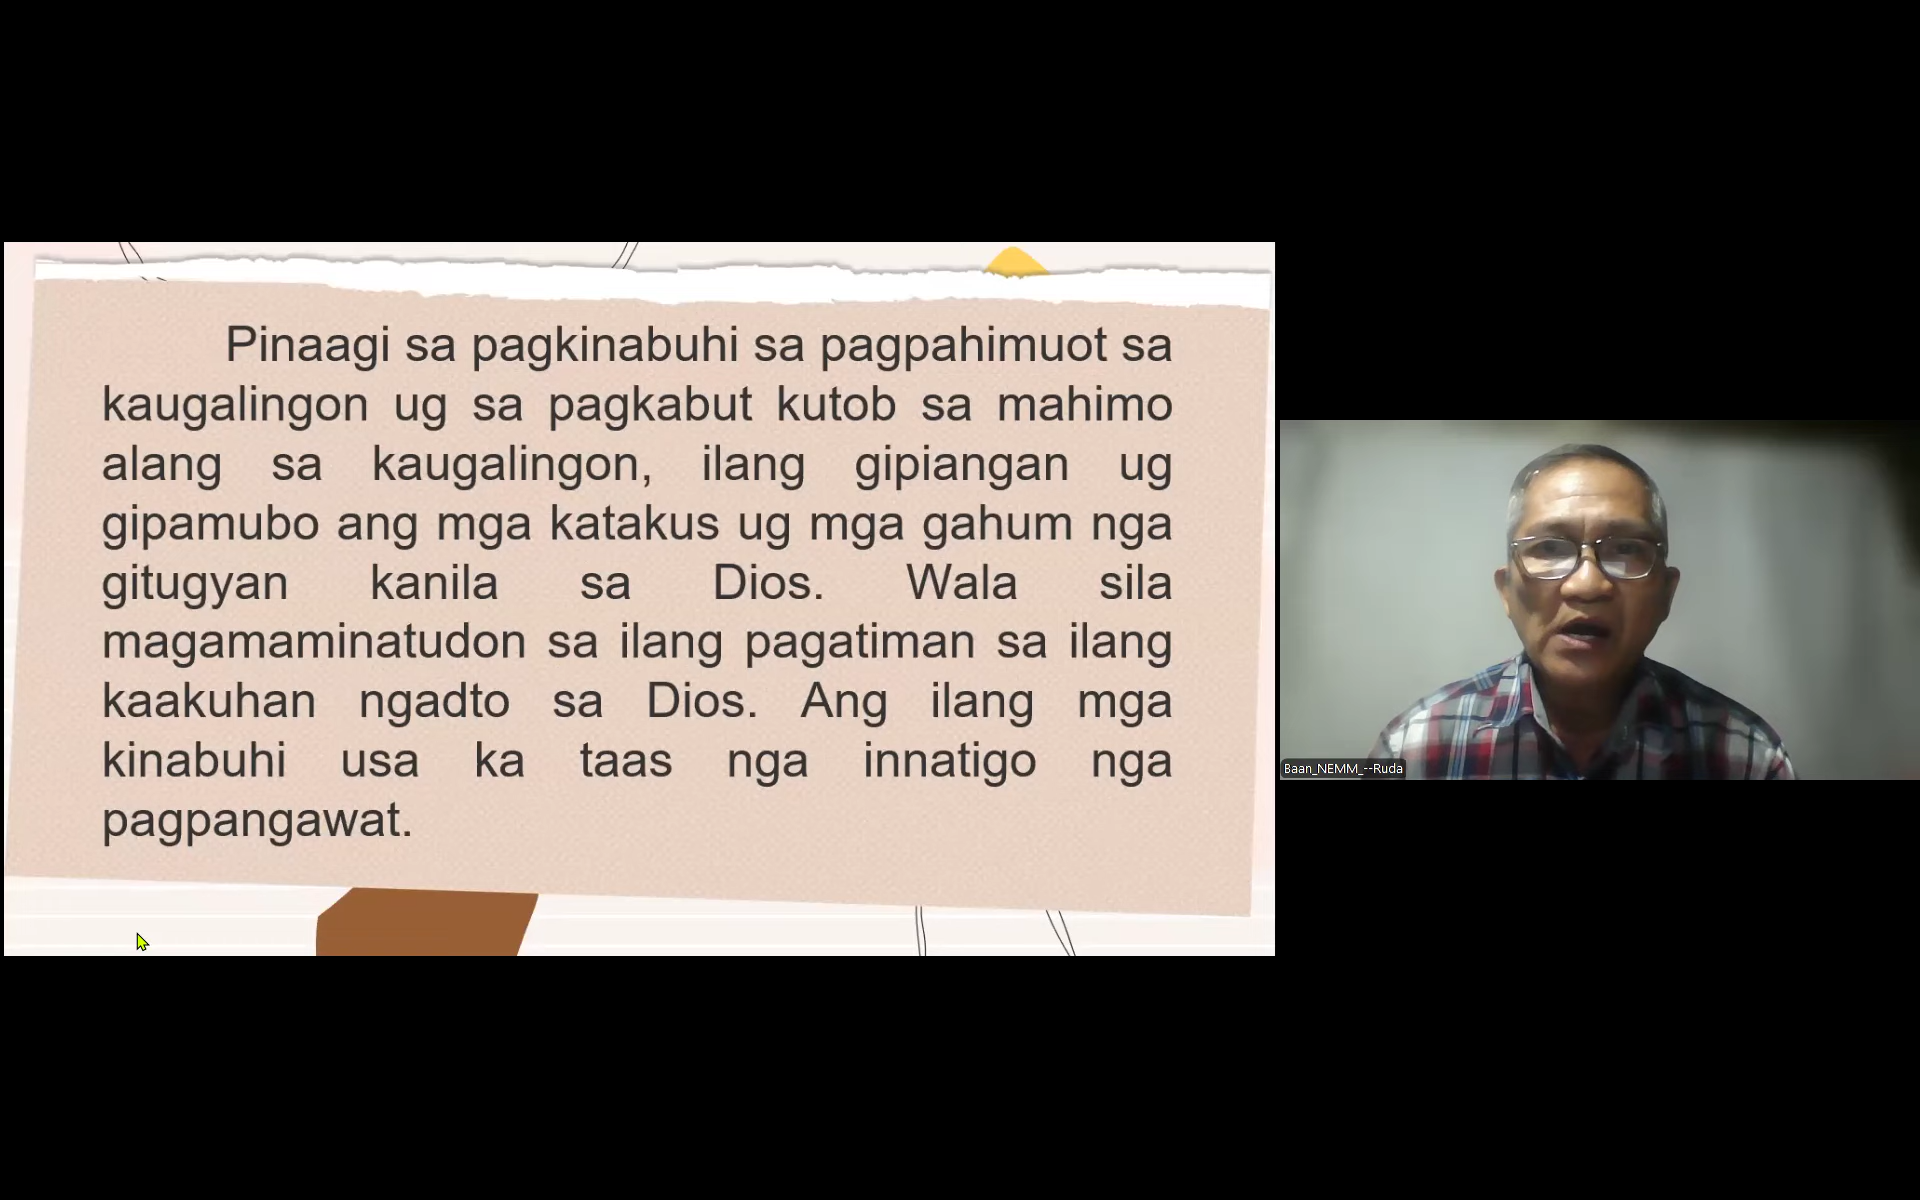 Pinaagi sa pagkinabuhi sa pagpahimuot sa
kaugalingon ug sa pagkabut kutob sa mahimo
alang sa kaugalingon, ilang gipiangan ug
gipamubo ang mga katakus ug mga gahum nga
gitugyan kanila sa Dios. Wala sila
magamaminatudon sa ilang pagatiman sa ilang
kaakuhan ngadto sa Dios. Ang ilang mga
kinabuhi usa ka taas nga innatigo nga
pagpangawat.
Baan_NEMM_--Ruda